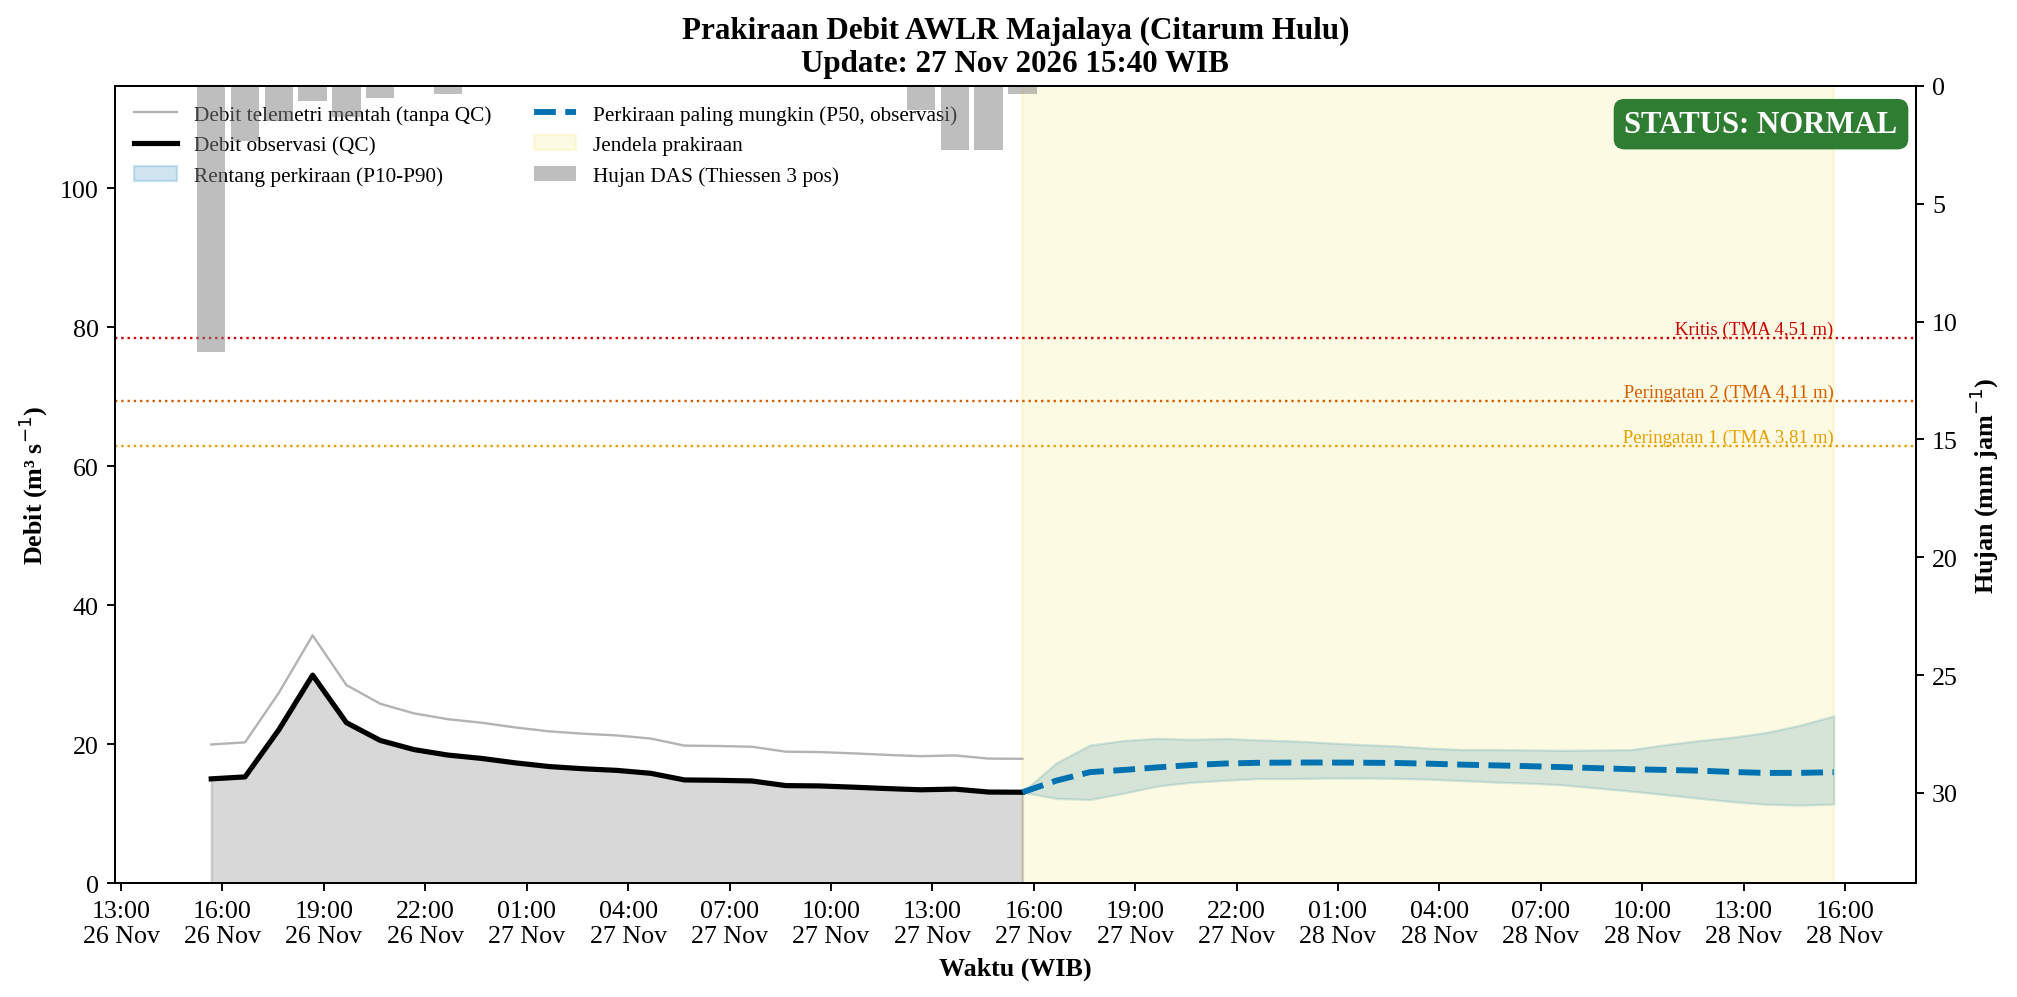 Prakiraan Debit AWLR Majalaya (Citarum Hulu)
Update: 27 Nov 2026 15:40 WIB
Debit telemetri mentah (tanpa QC)
Debit observasi (QC)
Rentang perkiraan (P10-P90)
Perkiraan paling mungkin (P50, observasi)
Jendela prakiraan
Hujan DAS (Thiessen 3 pos)
STATUS: NORMAL
Kritis (TMA 4,51 m)
Peringatan 2 (TMA 4,11 m)
Peringatan 1 (TMA 3,81 m)
Debit (m³ s⁻¹)
100
80
60
40
20
0
0
5
10
15
20
25
30
Hujan (mm jam⁻¹)
13:00 16:00 19:00 22:00 01:00 04:00 07:00 10:00 13:00 16:00 19:00 22:00 01:00 04:00 07:00 10:00 13:00 16:00
26 Nov 26 Nov 26 Nov 26 Nov 27 Nov 27 Nov 27 Nov 27 Nov 27 Nov 27 Nov 27 Nov 27 Nov 28 Nov 28 Nov 28 Nov 28 Nov 28 Nov 28 Nov
Waktu (WIB)